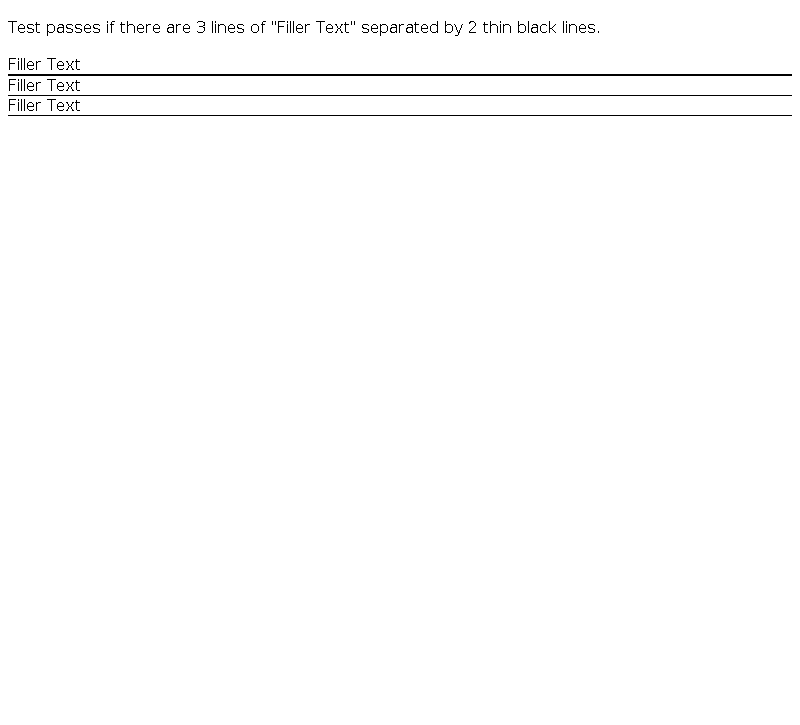 Test passes if there are 3 lines of "Filler Text" separated by 2 thin black lines.
Filler Text
Filler Text
Filler Text